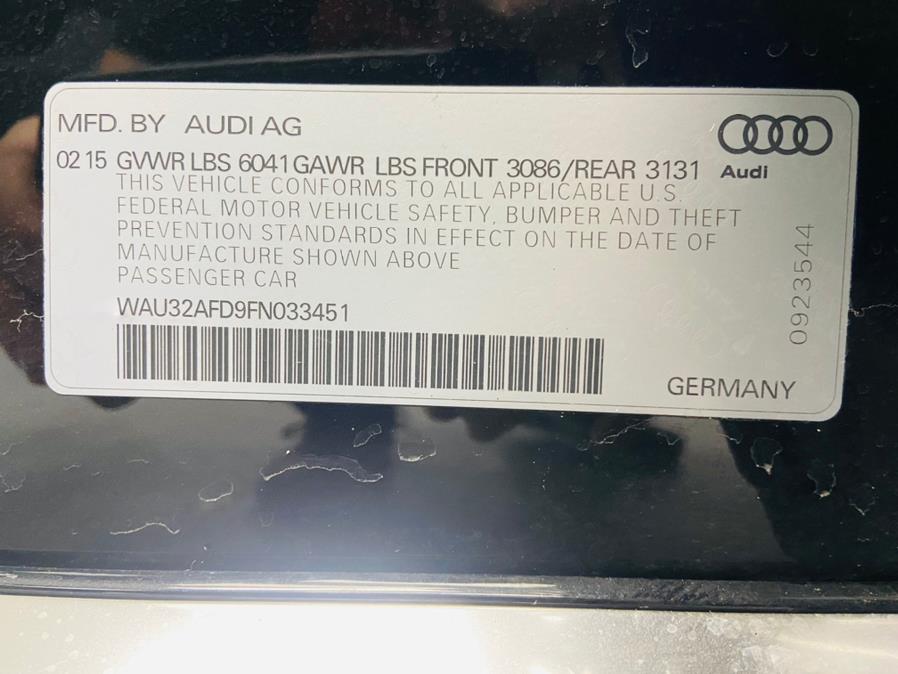 MFD. BY AUDI AG
Audi
02 15 GVWR LBS 6041 GAWR LBS FRONT 3086/REAR 3131
THIS VEHICLE CONFORMS TO ALL APPLICABLE U.S.
FEDERAL MOTOR VEHICLE SAFETY, BUMPER AND THEFT
PREVENTION STANDARDS IN EFFECT ON THE DATE OF
MANUFACTURE SHOWN ABOVE
PASSENGER CAR
WAU32AFD9FN033451
GERMANY
0923544